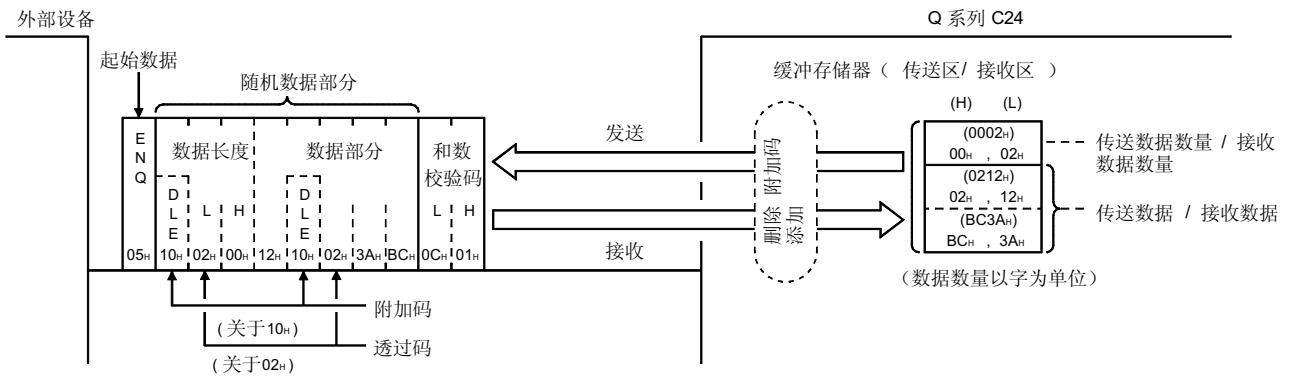 外部设备
Q 系列 C24
起始数据
随机数据部分
缓冲存储器（ 传送区/ 接收区 ）
(H) (L)
E
N
Q
数据长度
数据部分
和数
校验码
D
L
E
L H
D
L
E
L H
05H 10H 02H 00H 12H 10H 02H 3AH BCH 0CH 01H
发送
接收
删除 附加码
添加
(0002H)
00H , 02H
(0212H)
02H , 12H
(BC3AH)
BCH , 3AH
传送数据数量 / 接收
数据数量
传送数据 / 接收数据
（数据数量以字为单位）
附加码
( 关于10H )
透过码
( 关于02H )